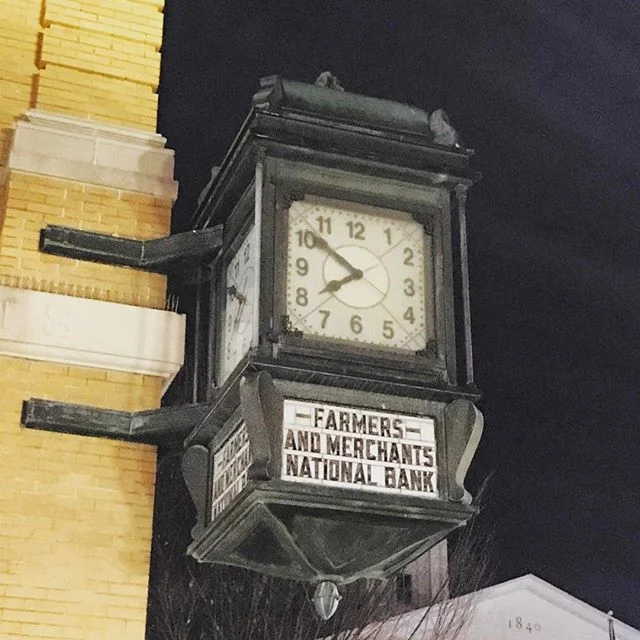 11 12 1
10 2
9 3
8 4
7 6 5
-FARMERS-
AND MERCHANTS
NATIONAL BANK
1840